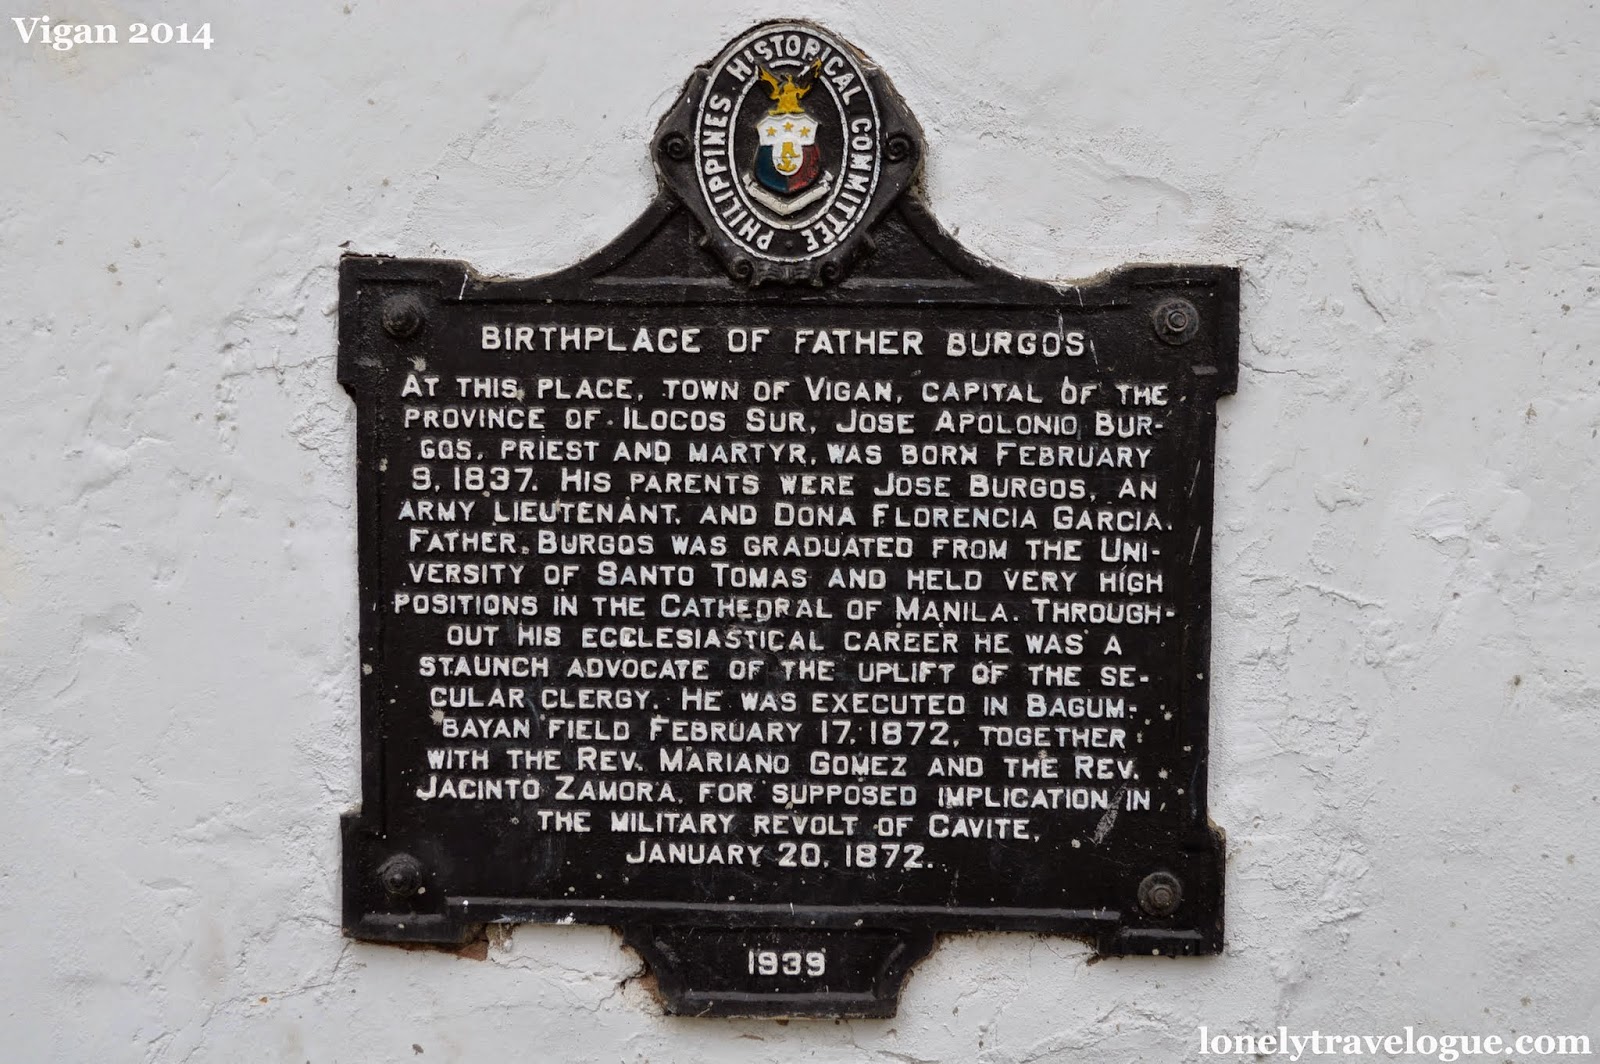 Vigan 2014
PHILIPPINES HISTORICAL COMMITTEE
BIRTHPLACE OF FATHER BURGOS
AT THIS PLACE, TOWN OF VIGAN, CAPITAL OF THE
PROVINCE OF ILOCOS SUR, JOSE APOLONIO BUR-
GOS, PRIEST AND MARTYR, WAS BORN FEBRUARY
9, 1837. HIS PARENTS WERE JOSE BURGOS, AN
ARMY LIEUTENANT, AND DONA FLORENCIA GARCIA.
FATHER BURGOS WAS GRADUATED FROM THE UNI-
VERSITY OF SANTO TOMAS AND HELD VERY HIGH
POSITIONS IN THE CATHEDRAL OF MANILA. THROUGH-
OUT HIS ECCLESIASTICAL CAREER HE WAS A
STAUNCH ADVOCATE OF THE UPLIFT OF THE SE-
CULAR CLERGY. HE WAS EXECUTED IN BAGUM-
BAYAN FIELD FEBRUARY 17, 1872, TOGETHER
WITH THE REV. MARIANO GOMEZ AND THE REV.
JACINTO ZAMORA, FOR SUPPOSED IMPLICATION IN
THE MILITARY REVOLT OF CAVITE,
JANUARY 20, 1872.
1939
lonelytravelogue.com